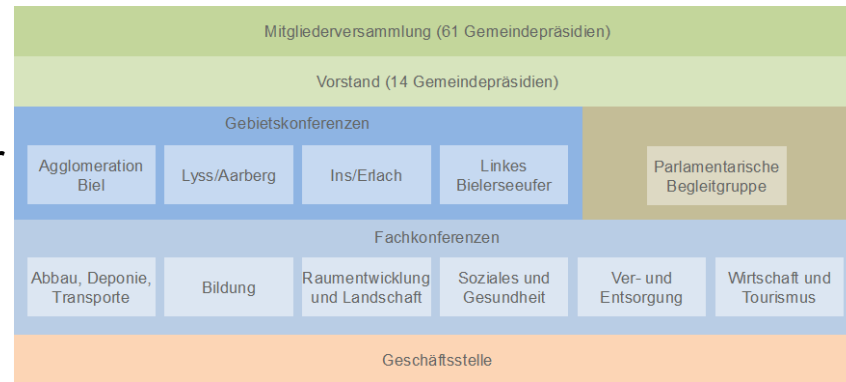 Mitgliederversammlung (61 Gemeindepräsidien)
Vorstand (14 Gemeindepräsidien)
Gebietskonferenzen
Agglomeration
Biel
Lyss/Aarberg
Ins/Erlach
Linkes
Bielerseeufer
Parlamentarische
Begleitgruppe
Fachkonferenzen
Abbau, Deponie,
Transporte
Bildung
Raumentwicklung
und Landschaft
Soziales und
Gesundheit
Ver- und
Entsorgung
Wirtschaft und
Tourismus
Geschäftsstelle